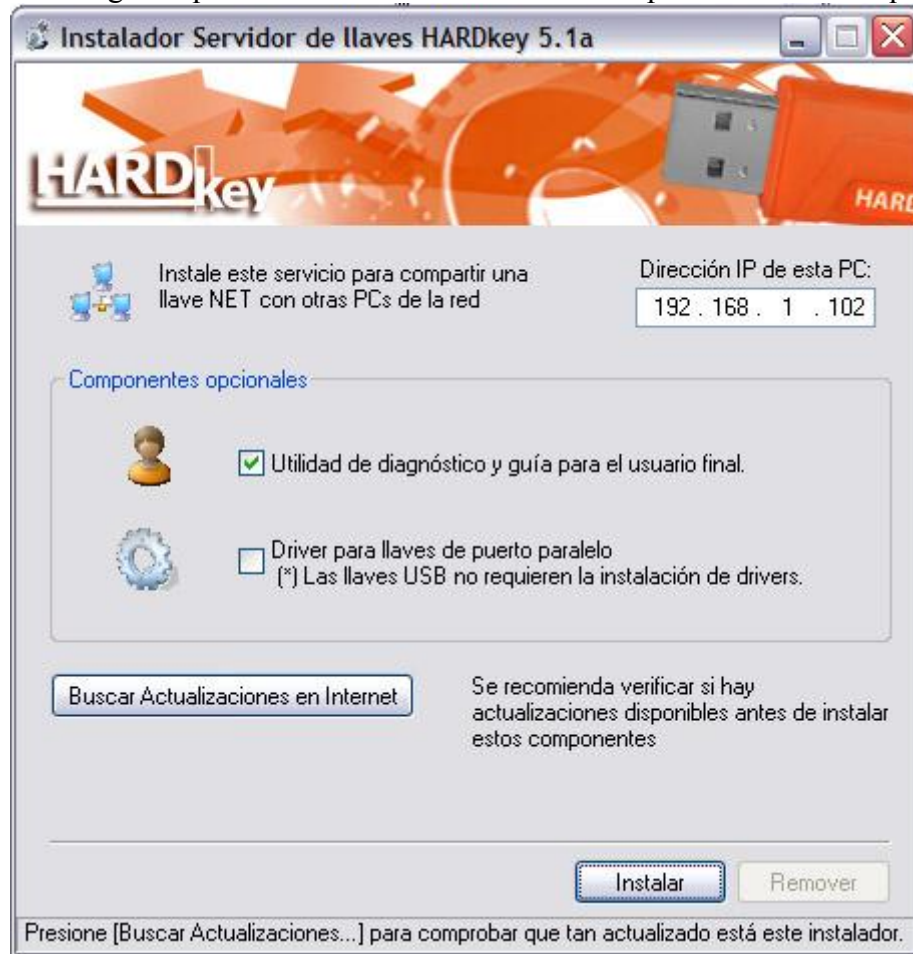 Instalador Servidor de llaves HARDkey 5.1a
HARDkey
HARD
Instale este servicio para compartir una
llave NET con otras PCs de la red
Dirección IP de esta PC:
192 . 168 . 1 . 102
Componentes opcionales
Utilidad de diagnóstico y guía para el usuario final.
Driver para llaves de puerto paralelo
(*) Las llaves USB no requieren la instalación de drivers.
Buscar Actualizaciones en Internet
Se recomienda verificar si hay
actualizaciones disponibles antes de instalar
estos componentes
Instalar
Remover
Presione [Buscar Actualizaciones...] para comprobar que tan actualizado está este instalador.